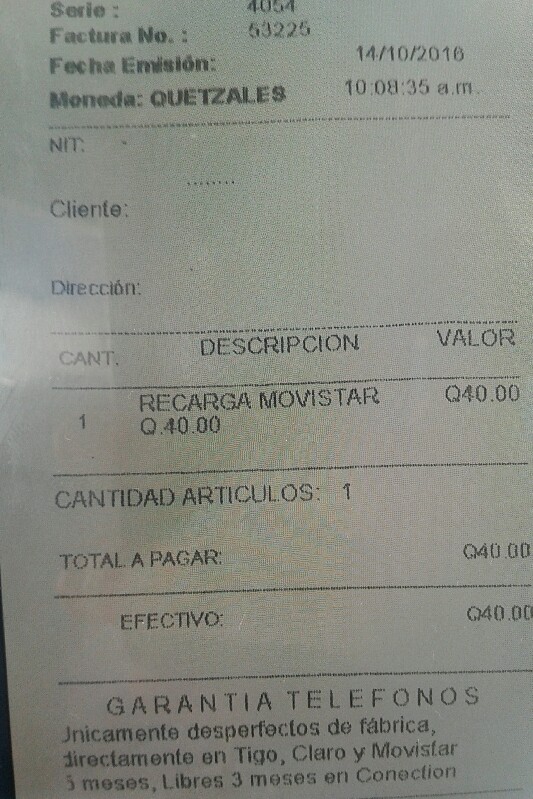 Serie : 4054
Factura No. : 53225
Fecha Emisión: 14/10/2016
Moneda: QUETZALES 10:08:35 a.m.
NIT:
........
Cliente:
Dirección:
CANT. DESCRIPCION VALOR
1 RECARGA MOVISTAR Q40.00
Q.40.00
CANTIDAD ARTICULOS: 1
TOTAL A PAGAR: Q40.00
EFECTIVO: Q40.00
GARANTIA TELEFONOS
Unicamente desperfectos de fábrica,
directamente en Tigo, Claro y Movistar
meses, Libres 3 meses en Conection